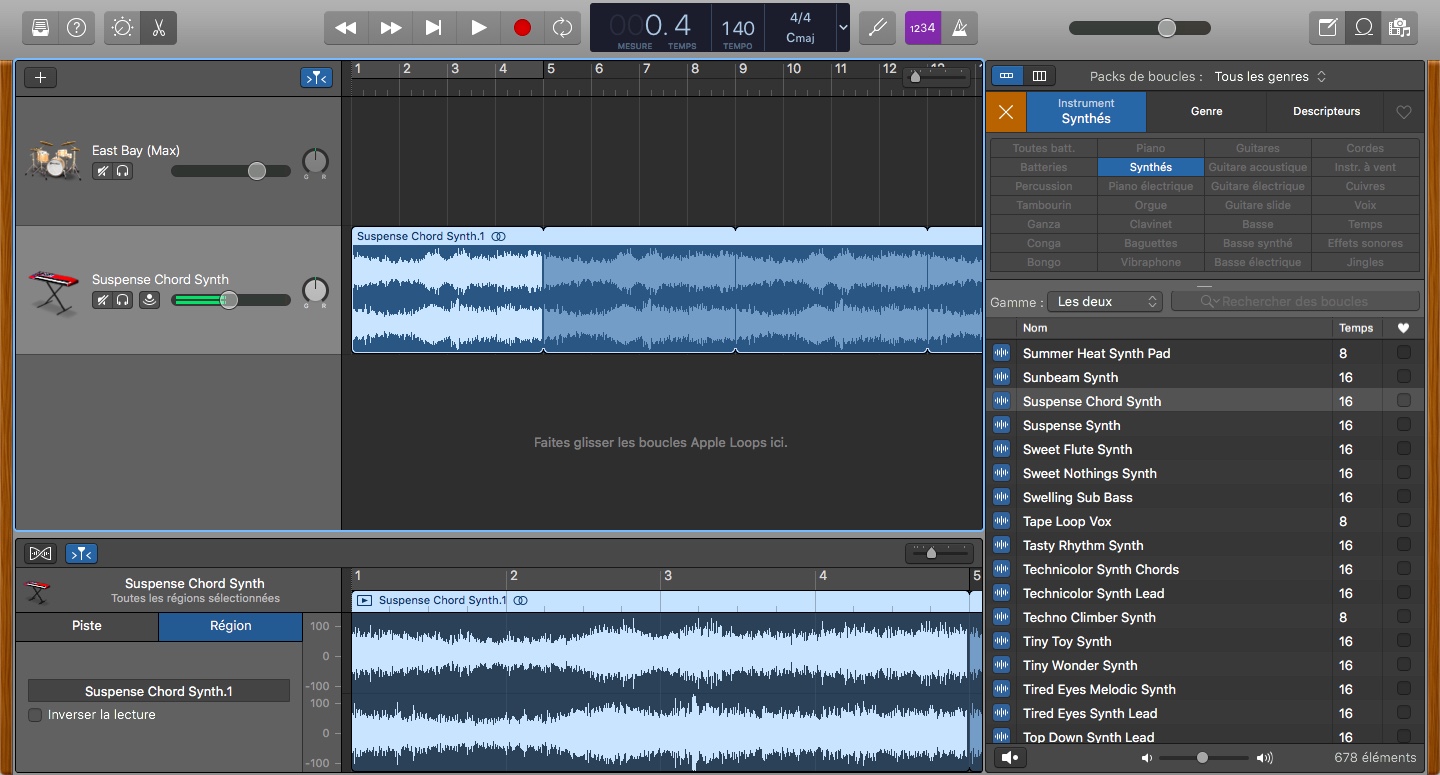 000.4
140
4/4
Cmaj
MESURE TEMPS
TEMPO
1234
1 2 3 4 5 6 7 8 9 10 11 12
Packs de boucles : Tous les genres
Instrument
Synthés
Genre
Descripteurs
East Bay (Max)
G R
Toutes batt. Piano Guitares Cordes
Batteries Synthés Guitare acoustique Instr. à vent
Percussion Piano électrique Guitare électrique Cuivres
Tambourin Orgue Guitare slide Voix
Ganza Clavinet Basse Temps
Conga Baguettes Basse synthé Effets sonores
Bongo Vibraphone Basse électrique Jingles
Suspense Chord Synth
G R
Suspense Chord Synth.1
Faites glisser les boucles Apple Loops ici.
Gamme : Les deux
Rechercher des boucles
Nom Temps
Summer Heat Synth Pad 8
Sunbeam Synth 16
Suspense Chord Synth 16
Suspense Synth 16
Sweet Flute Synth 16
Sweet Nothings Synth 16
Swelling Sub Bass 16
Tape Loop Vox 8
Tasty Rhythm Synth 16
Technicolor Synth Chords 16
Technicolor Synth Lead 16
Techno Climber Synth 8
Tiny Toy Synth 16
Tiny Wonder Synth 16
Tired Eyes Melodic Synth 16
Tired Eyes Synth Lead 16
Top Down Synth Lead 16
678 éléments
Suspense Chord Synth
Toutes les régions sélectionnées
Piste Région
Suspense Chord Synth.1
Inverser la lecture
1 2 3 4 5
Suspense Chord Synth.1
100
0
-100
100
0
-100